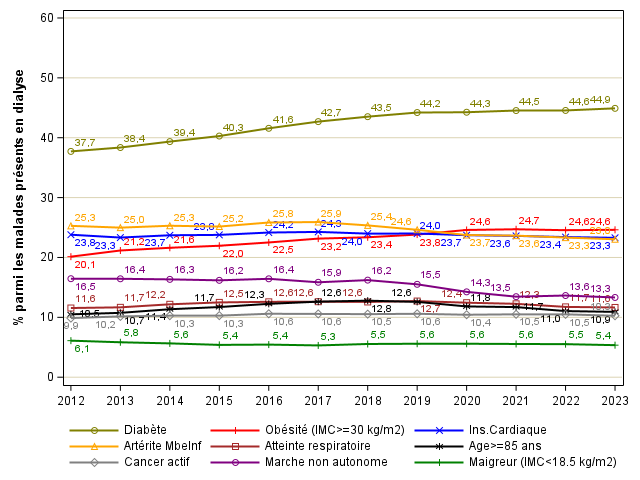 % parmi les malades présents en dialyse
60
50
40
30
20
10
0
37,7 38,4 39,4 40,3 41,6 42,7 43,5 44,2 44,3 44,5 44,6 44,9
25,3 25,0 25,3 25,2 25,8 25,9 25,4 24,6 23,7 23,6 23,3
23,8 23,3 23,7 23,8 24,2 24,3 24,0 24,0 23,7 23,6 23,4 23,3
20,1 21,2 21,6 22,0 22,5 23,2 23,4 23,8 24,6 24,7 24,6 24,6
16,5 16,4 16,3 16,2 16,4 15,9 16,2 15,5 14,3 13,5 13,6 13,3
11,6 11,7 12,2 12,5 12,6 12,6 12,7 12,4 12,3 11,7
10,5 10,7 11,4 11,7 12,3 12,6 12,8 12,6 11,8 11,7 11,0 10,9
9,9 10,2 10,3 10,3 10,6 10,6 10,5 10,6 10,4 10,5 10,5
6,1 5,8 5,6 5,4 5,4 5,3 5,5 5,6 5,6 5,6 5,5 5,4
2012 2013 2014 2015 2016 2017 2018 2019 2020 2021 2022 2023
Diabète Obésité (IMC>=30 kg/m2) Ins.Cardiaque
Artérite MbeInf Atteinte respiratoire Age>=85 ans
Cancer actif Marche non autonome Maigreur (IMC<18.5 kg/m2)